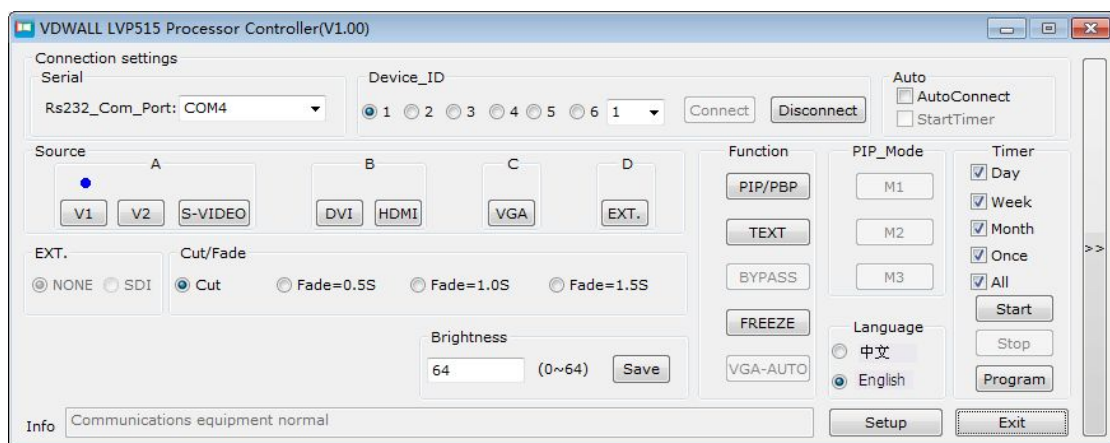 VDWALL LVP515 Processor Controller(V1.00)
Connection settings
Serial
Rs232_Com_Port: COM4
Device_ID
1 2 3 4 5 6 1 Connect Disconnect
Auto
AutoConnect
StartTimer
Source
A
V1 V2 S-VIDEO
B
DVI HDMI
C
VGA
D
EXT.
EXT.
NONE SDI
Cut/Fade
Cut Fade=0.5S Fade=1.0S Fade=1.5S
Brightness
64 (0~64) Save
Function
PIP/PBP
TEXT
BYPASS
FREEZE
VGA-AUTO
PIP_Mode
M1
M2
M3
Language
中文
English
Timer
Day
Week
Month
Once
All
Start
Stop
Program
>>
Info Communications equipment normal
Setup Exit